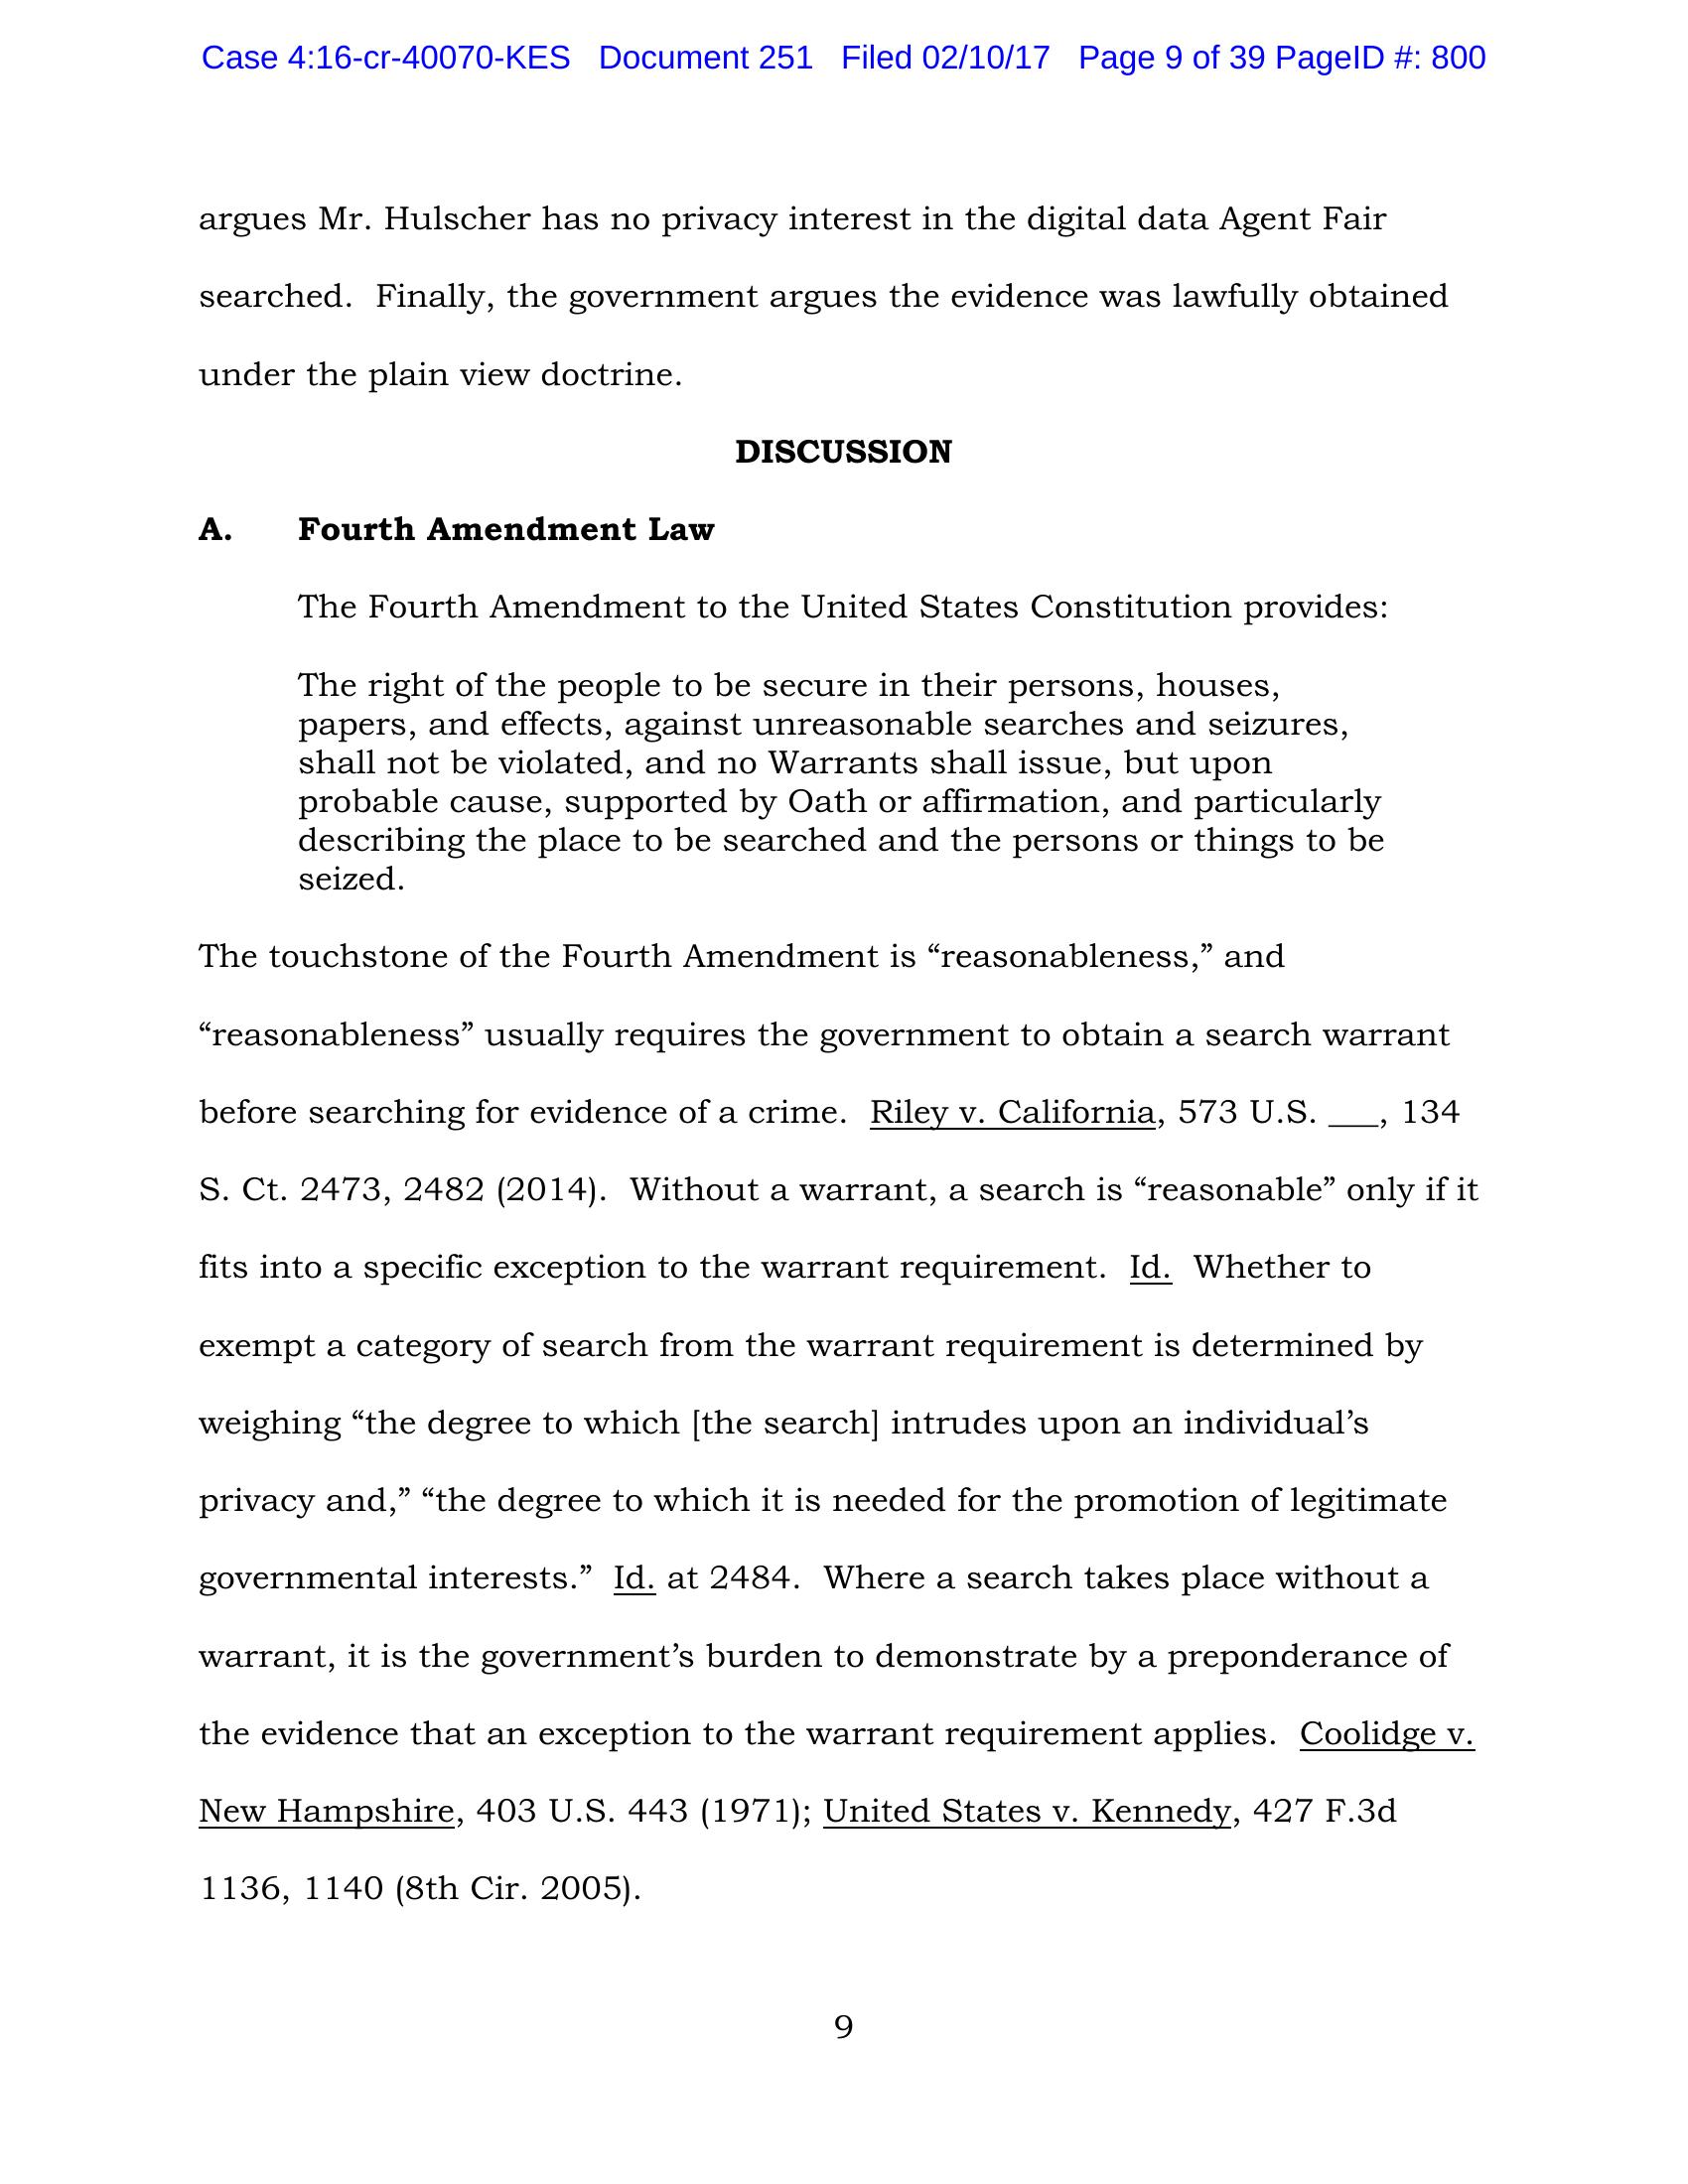 Case 4:16-cr-40070-KES Document 251 Filed 02/10/17 Page 9 of 39 PageID #: 800
argues Mr. Hulscher has no privacy interest in the digital data Agent Fair
searched. Finally, the government argues the evidence was lawfully obtained
under the plain view doctrine.
DISCUSSION
A. Fourth Amendment Law
The Fourth Amendment to the United States Constitution provides:
The right of the people to be secure in their persons, houses,
papers, and effects, against unreasonable searches and seizures,
shall not be violated, and no Warrants shall issue, but upon
probable cause, supported by Oath or affirmation, and particularly
describing the place to be searched and the persons or things to be
seized.
The touchstone of the Fourth Amendment is “reasonableness,” and
“reasonableness” usually requires the government to obtain a search warrant
before searching for evidence of a crime. Riley v. California, 573 U.S. ___, 134
S. Ct. 2473, 2482 (2014). Without a warrant, a search is “reasonable” only if it
fits into a specific exception to the warrant requirement. Id. Whether to
exempt a category of search from the warrant requirement is determined by
weighing “the degree to which [the search] intrudes upon an individual’s
privacy and,” “the degree to which it is needed for the promotion of legitimate
governmental interests.” Id. at 2484. Where a search takes place without a
warrant, it is the government’s burden to demonstrate by a preponderance of
the evidence that an exception to the warrant requirement applies. Coolidge v.
New Hampshire, 403 U.S. 443 (1971); United States v. Kennedy, 427 F.3d
1136, 1140 (8th Cir. 2005).
9